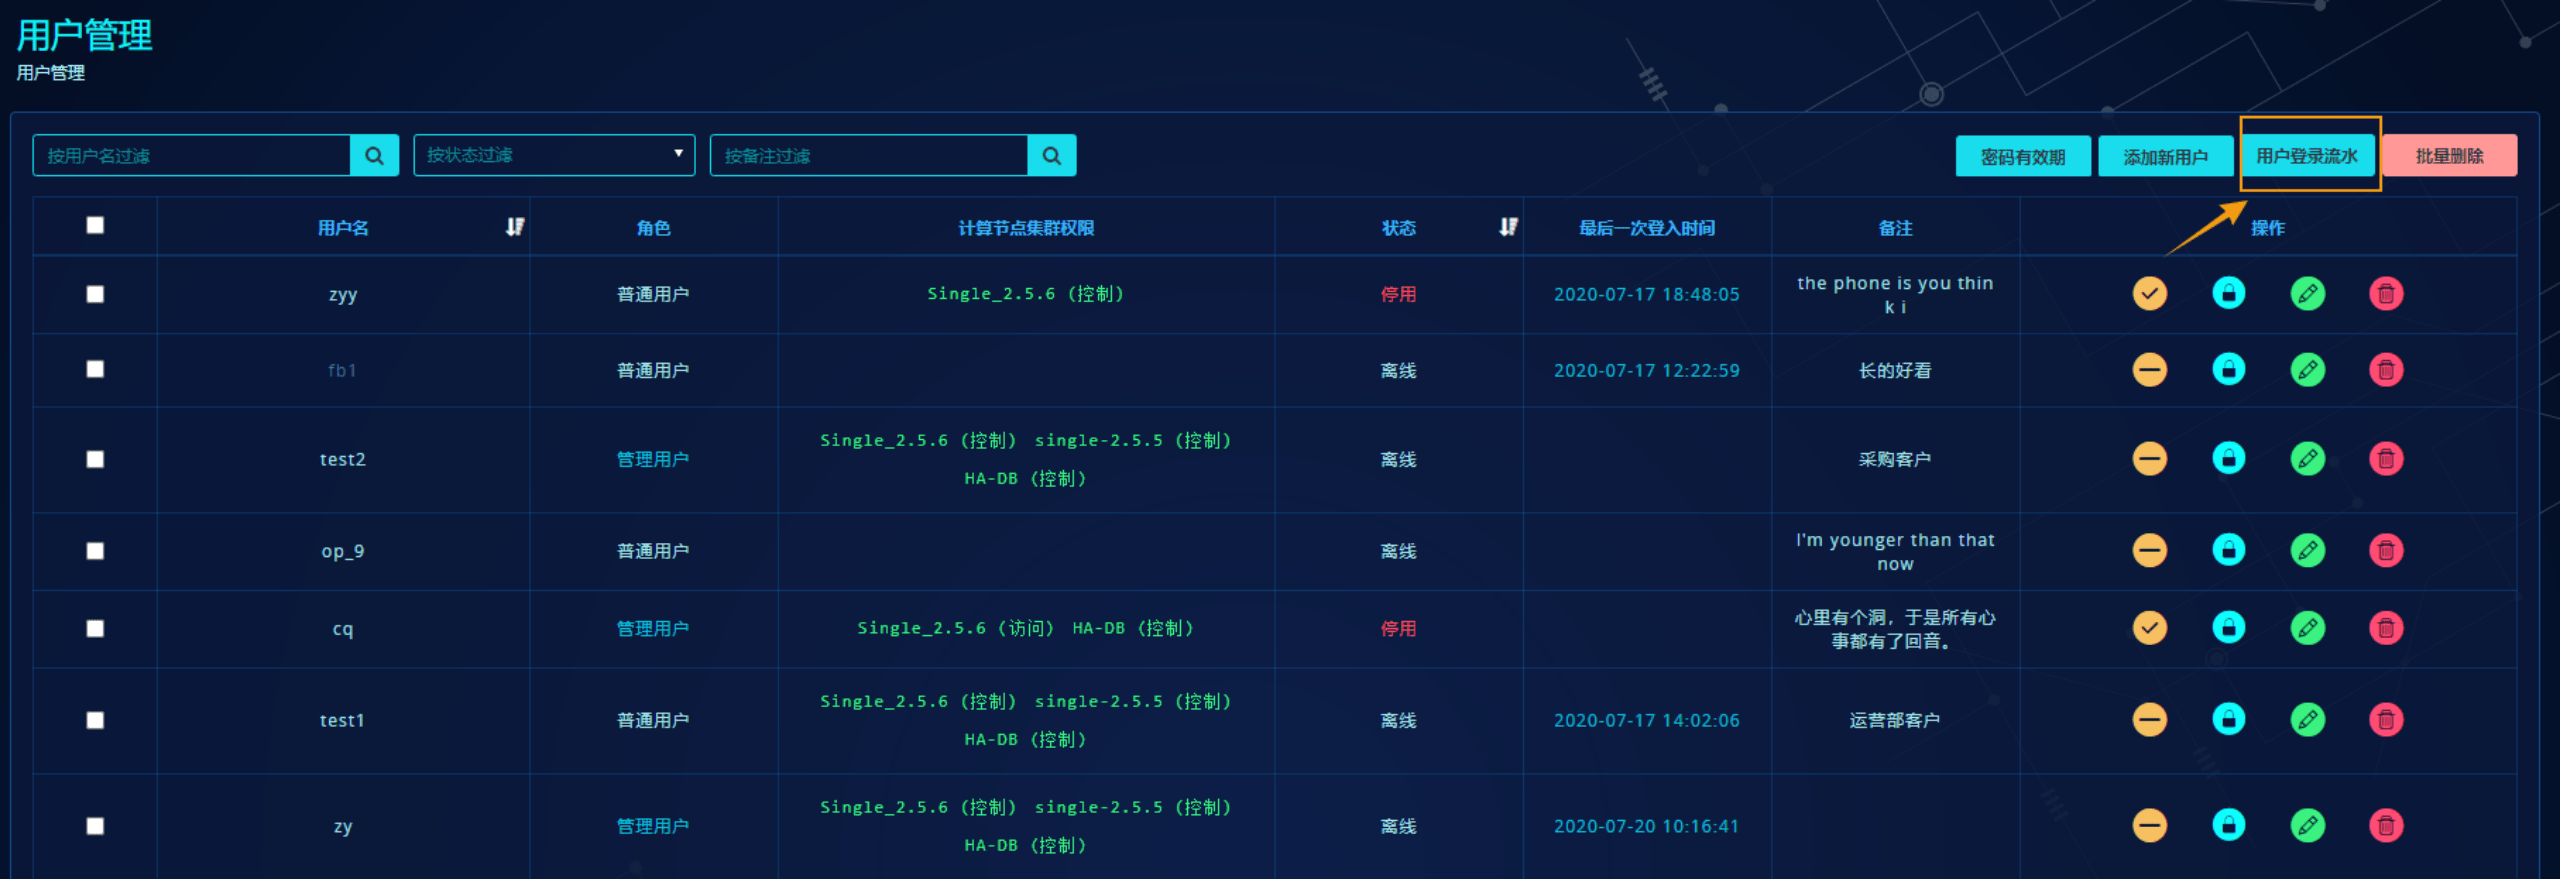 用户管理
用户管理
按用户名过滤 按状态过滤 按备注过滤 密码有效期 添加新用户 用户登录流水 批量删除
用户名 角色 计算节点集群权限 状态 最后一次登入时间 备注 操作
zyy 普通用户 Single_2.5.6 (控制) 停用 2020-07-17 18:48:05 the phone is you thin
k i
fb1 普通用户 离线 2020-07-17 12:22:59 长的好看
Single_2.5.6 (控制) single-2.5.5 (控制)
test2 管理用户 离线 采购客户
HA-DB (控制)
I'm younger than that
op_9 普通用户 离线
now
心里有个洞，于是所有心
cq 管理用户 Single_2.5.6 (访问) HA-DB (控制) 停用
事都有了回音。
Single_2.5.6 (控制) single-2.5.5 (控制)
test1 普通用户 离线 2020-07-17 14:02:06 运营部客户
HA-DB (控制)
Single_2.5.6 (控制) single-2.5.5 (控制)
zy 管理用户 离线 2020-07-20 10:16:41
HA-DB (控制)